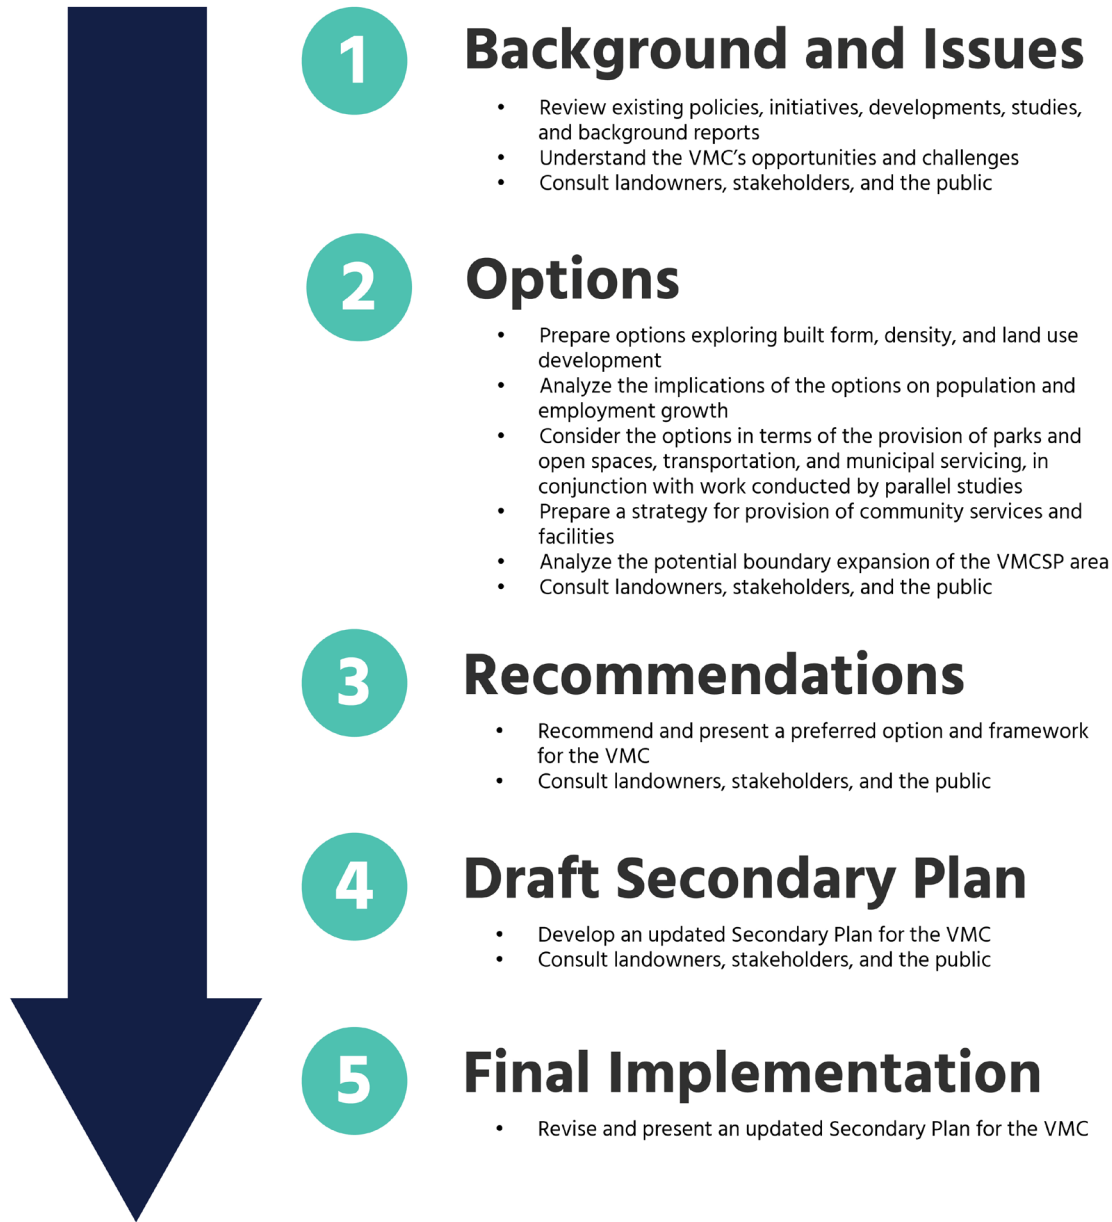 1
Background and Issues
• Review existing policies, initiatives, developments, studies,
and background reports
• Understand the VMC’s opportunities and challenges
• Consult landowners, stakeholders, and the public
2
Options
• Prepare options exploring built form, density, and land use
development
• Analyze the implications of the options on population and
employment growth
• Consider the options in terms of the provision of parks and
open spaces, transportation, and municipal servicing, in
conjunction with work conducted by parallel studies
• Prepare a strategy for provision of community services and
facilities
• Analyze the potential boundary expansion of the VMCSP area
• Consult landowners, stakeholders, and the public
3
Recommendations
• Recommend and present a preferred option and framework
for the VMC
• Consult landowners, stakeholders, and the public
4
Draft Secondary Plan
• Develop an updated Secondary Plan for the VMC
• Consult landowners, stakeholders, and the public
5
Final Implementation
• Revise and present an updated Secondary Plan for the VMC